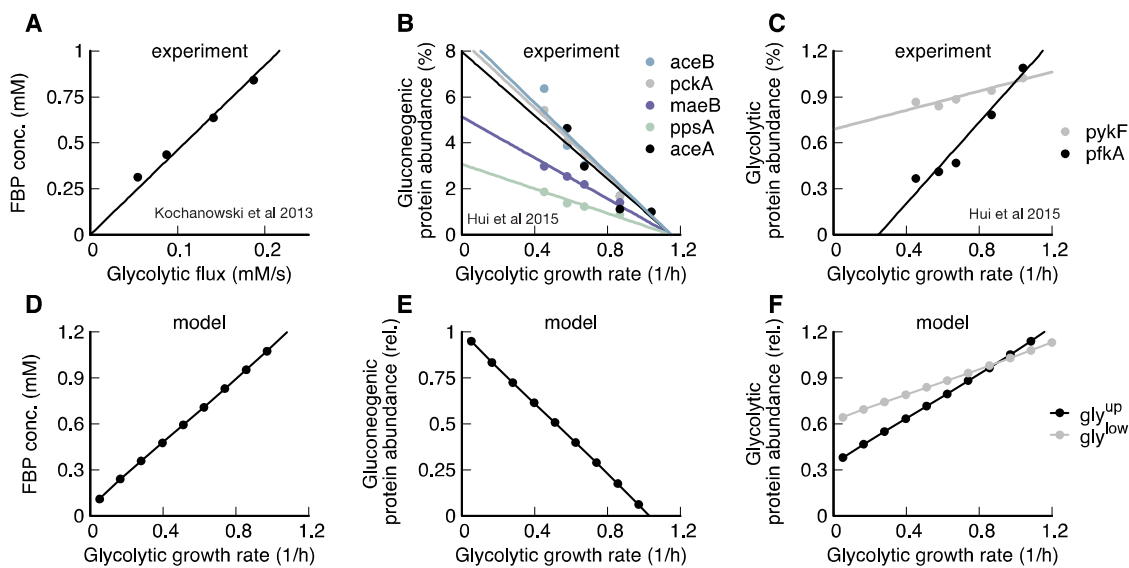 A
experiment
FBP conc. (mM)
1
0.75
0.5
0.25
0
0 0.1 0.2
Kochanowski et al 2013
Glycolytic flux (mM/s)
B
experiment
Gluconeogenic
protein abundance (%)
8
6
4
2
0
0 0.4 0.8 1.2
aceB
pckA
maeB
ppsA
aceA
Hui et al 2015
Glycolytic growth rate (1/h)
C
experiment
Glycolytic
protein abundance (%)
1.2
0.9
0.6
0.3
0
0 0.4 0.8 1.2
pykF
pfkA
Hui et al 2015
Glycolytic growth rate (1/h)
D
model
FBP conc. (mM)
1.2
0.9
0.6
0.3
0
0 0.4 0.8 1.2
Glycolytic growth rate (1/h)
E
model
Gluconeogenic
protein abundance (rel.)
1
0.75
0.5
0.25
0
0 0.4 0.8 1.2
Glycolytic growth rate (1/h)
F
model
Glycolytic
protein abundance (rel.)
1.2
0.9
0.6
0.3
0
0 0.4 0.8 1.2
gly^up
gly^low
Glycolytic growth rate (1/h)